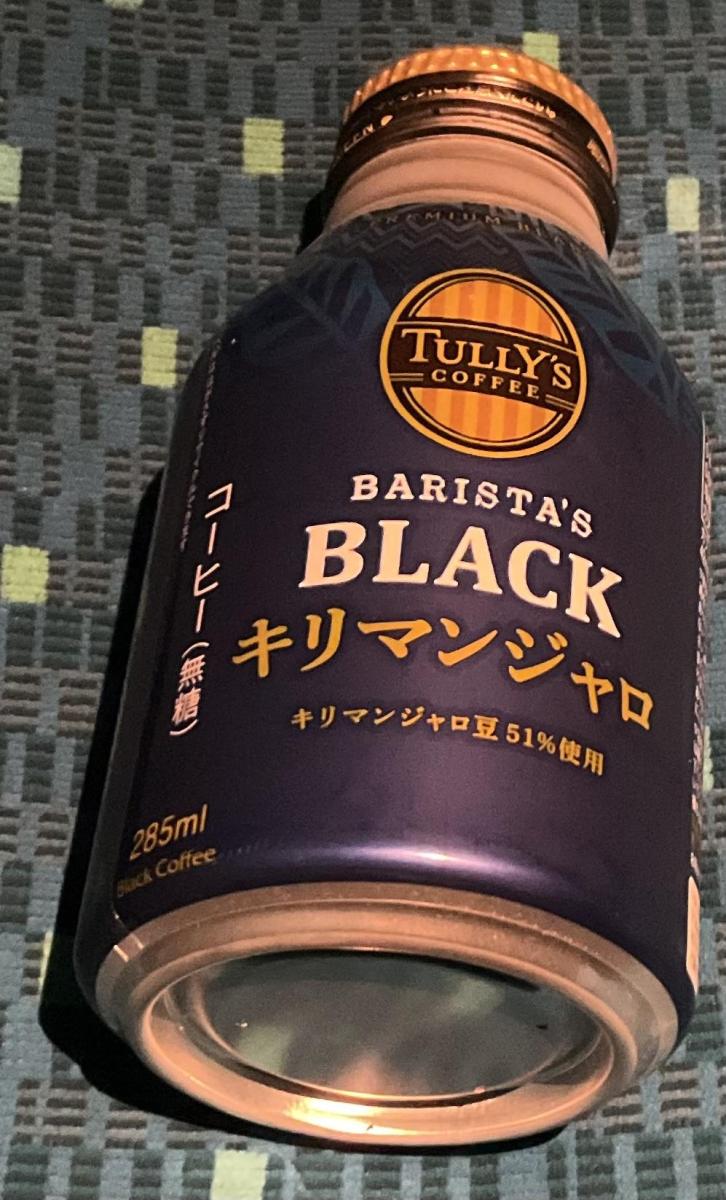 TULLY'S
COFFEE
BARISTA'S
BLACK
キリマンジャロ
キリマンジャロ豆51%使用
コーヒー(無糖)
285ml
Black Coffee